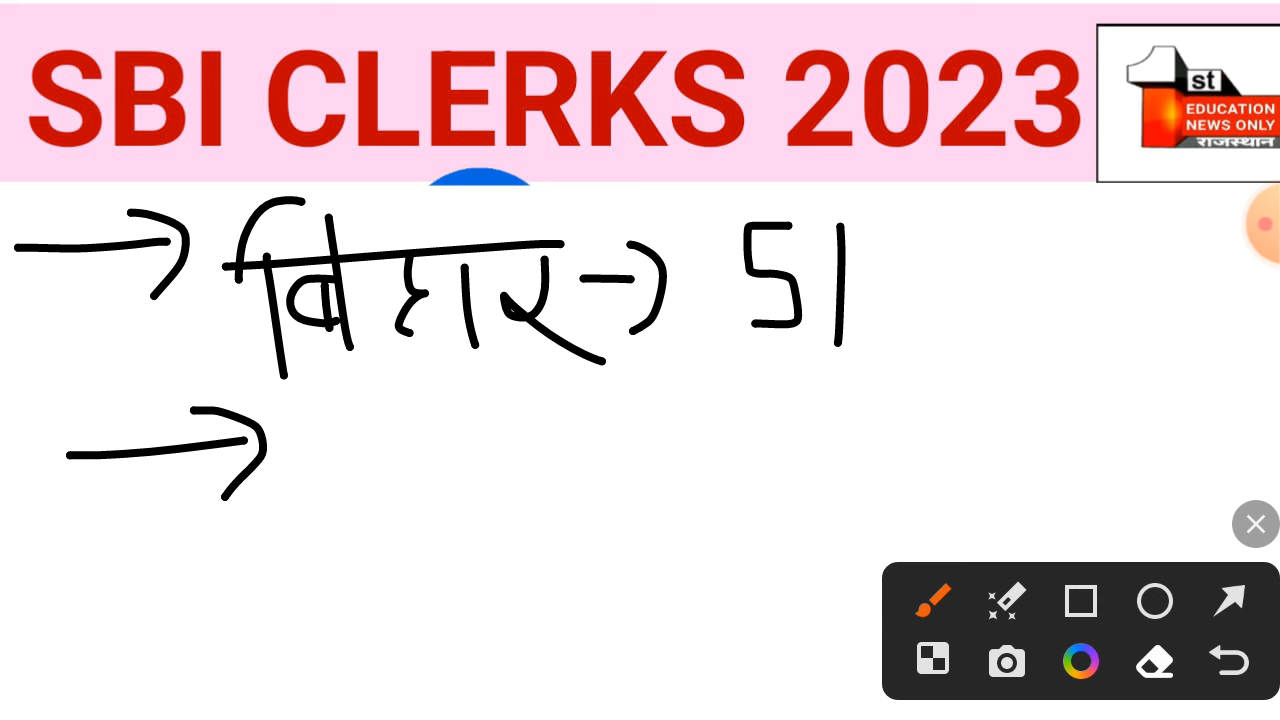 SBI CLERKS 2023
1st
EDUCATION
NEWS ONLY
राजस्थान
→ बिहार → 51
→